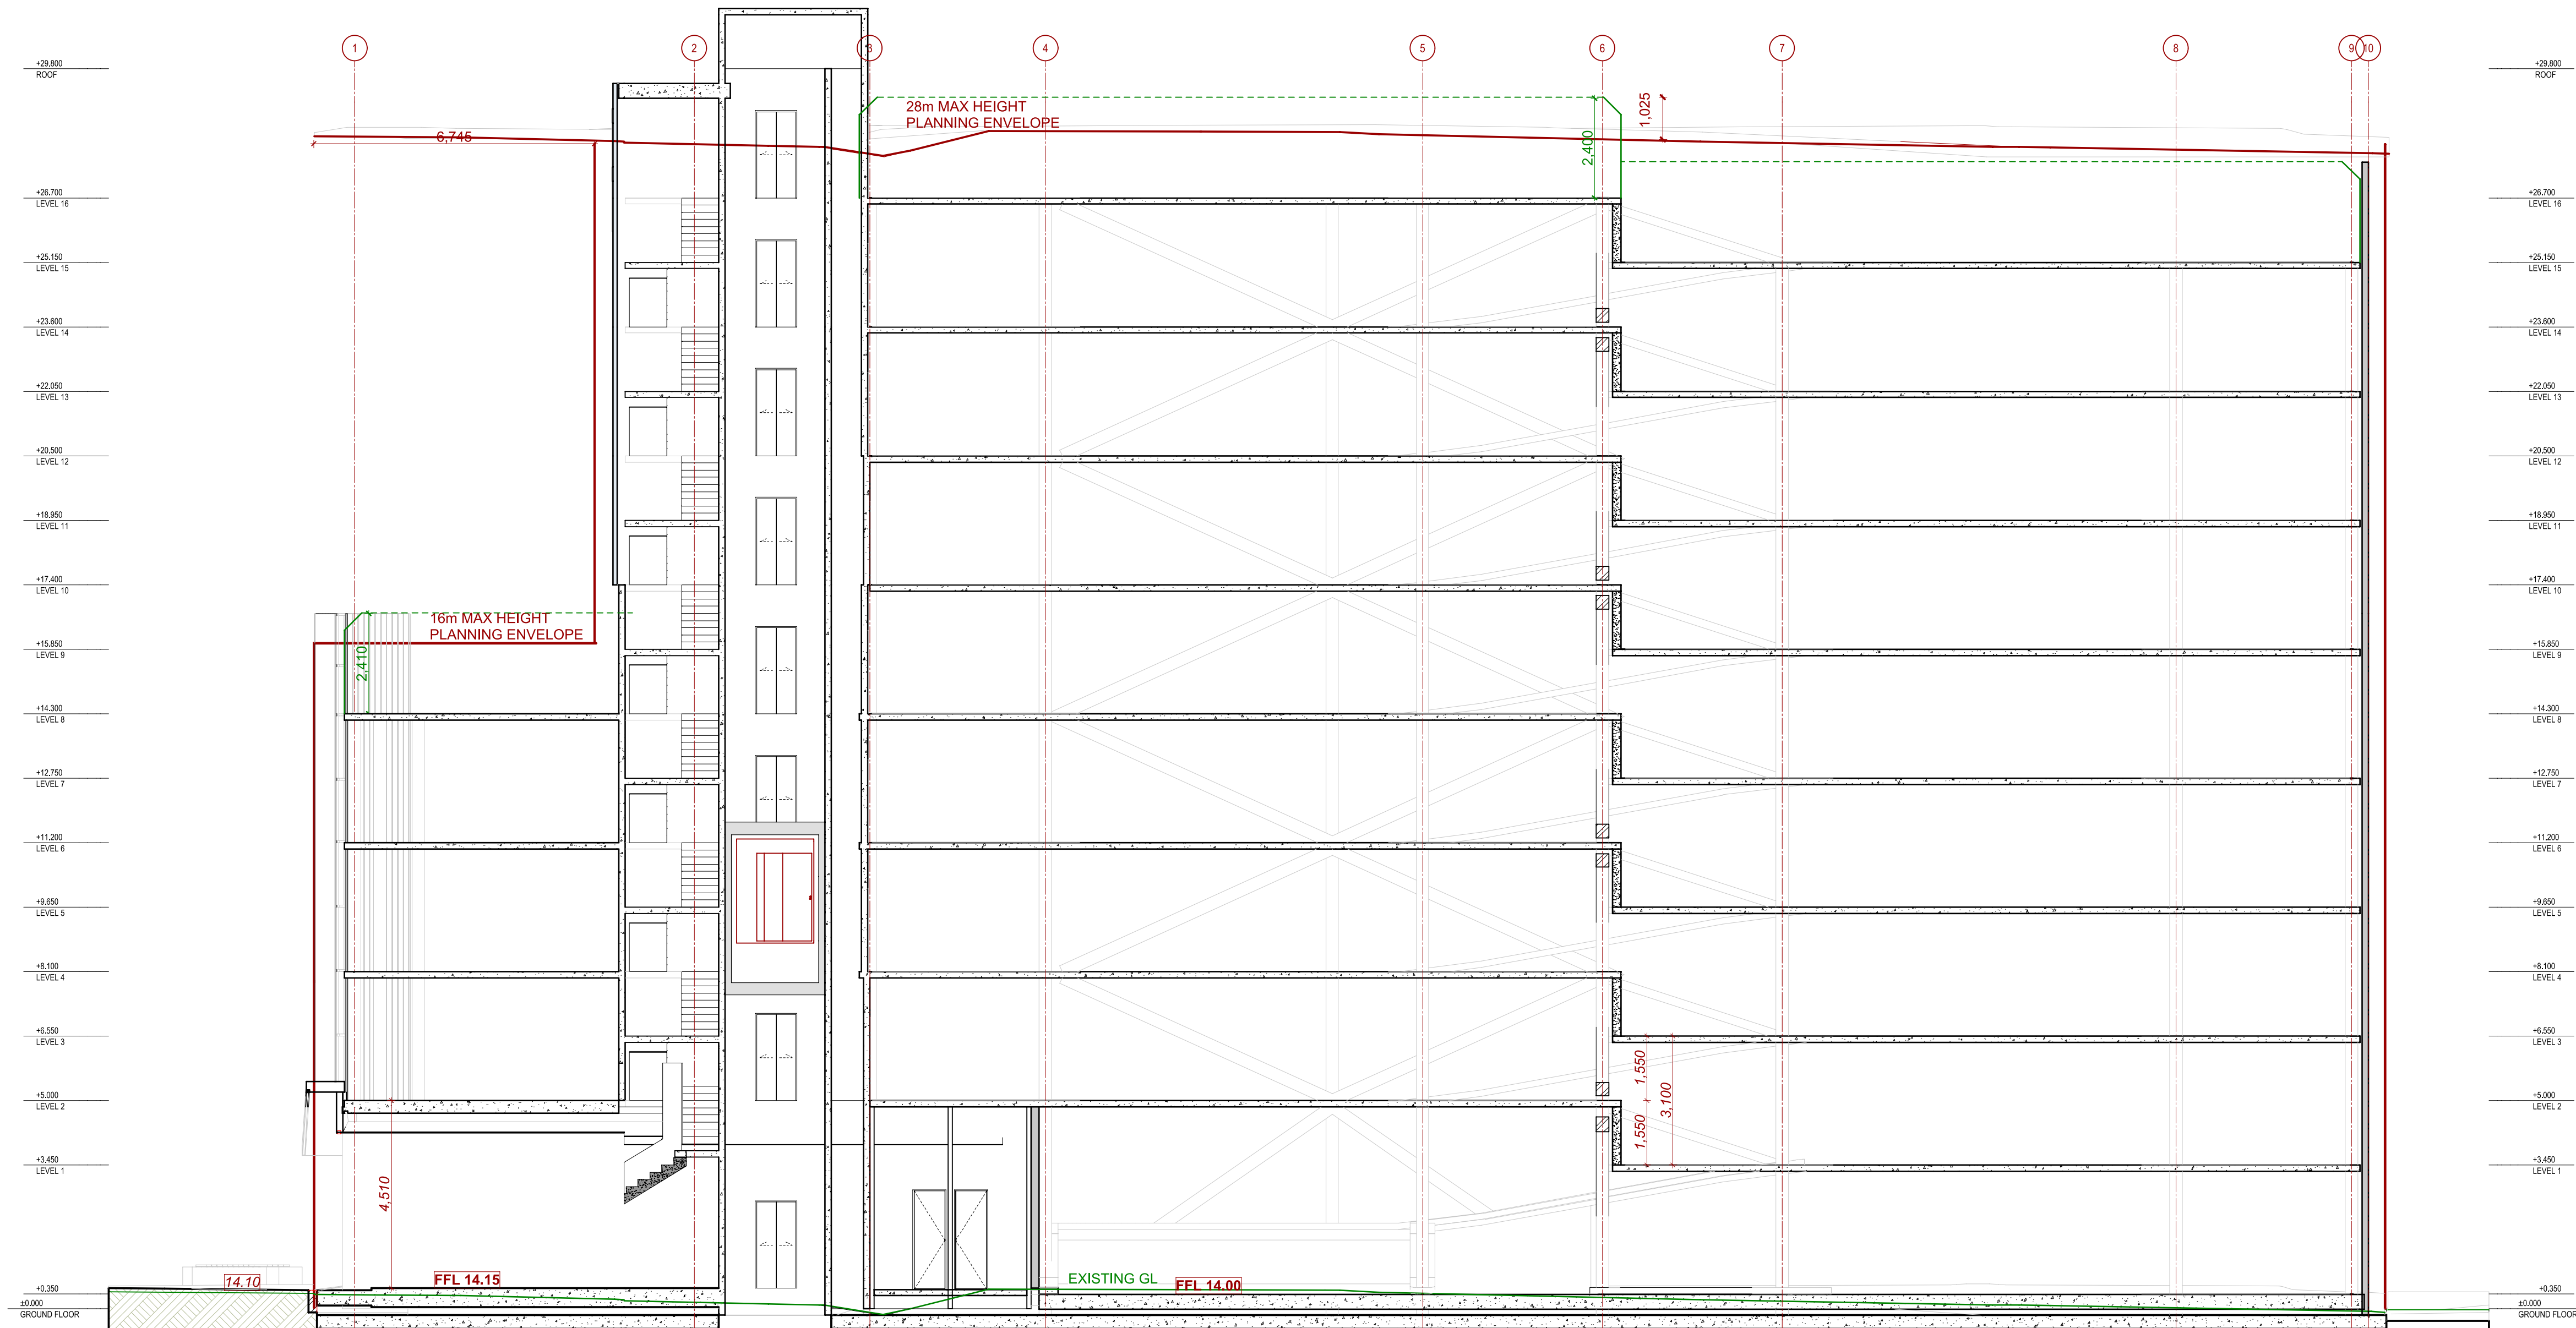 1
2
3
4
5
6
7
8
9
10
+29,800
ROOF
+29,800
ROOF
28m MAX HEIGHT
PLANNING ENVELOPE
1,025
6,745
2,400
+26.700
LEVEL 16
+26.700
LEVEL 16
+25.150
LEVEL 15
+25.150
LEVEL 15
+23.600
LEVEL 14
+23.600
LEVEL 14
+22.050
LEVEL 13
+22.050
LEVEL 13
+20,500
LEVEL 12
+20,500
LEVEL 12
+18.950
LEVEL 11
+18.950
LEVEL 11
+17.400
LEVEL 10
+17.400
LEVEL 10
16m MAX HEIGHT
PLANNING ENVELOPE
+15.850
LEVEL 9
2,410
+15.850
LEVEL 9
+14.300
LEVEL 8
+14.300
LEVEL 8
+12.750
LEVEL 7
+12.750
LEVEL 7
+11.200
LEVEL 6
+11.200
LEVEL 6
+9.650
LEVEL 5
+9.650
LEVEL 5
+8.100
LEVEL 4
+8.100
LEVEL 4
+6,550
LEVEL 3
+6,550
LEVEL 3
1,550
3,100
1,550
+5.000
LEVEL 2
+5.000
LEVEL 2
+3,450
LEVEL 1
+3,450
LEVEL 1
4,510
14.10
FFL 14.15
EXISTING GL
FFL 14.00
+0.350
±0.000
GROUND FLOOR
+0.350
±0.000
GROUND FLOOR